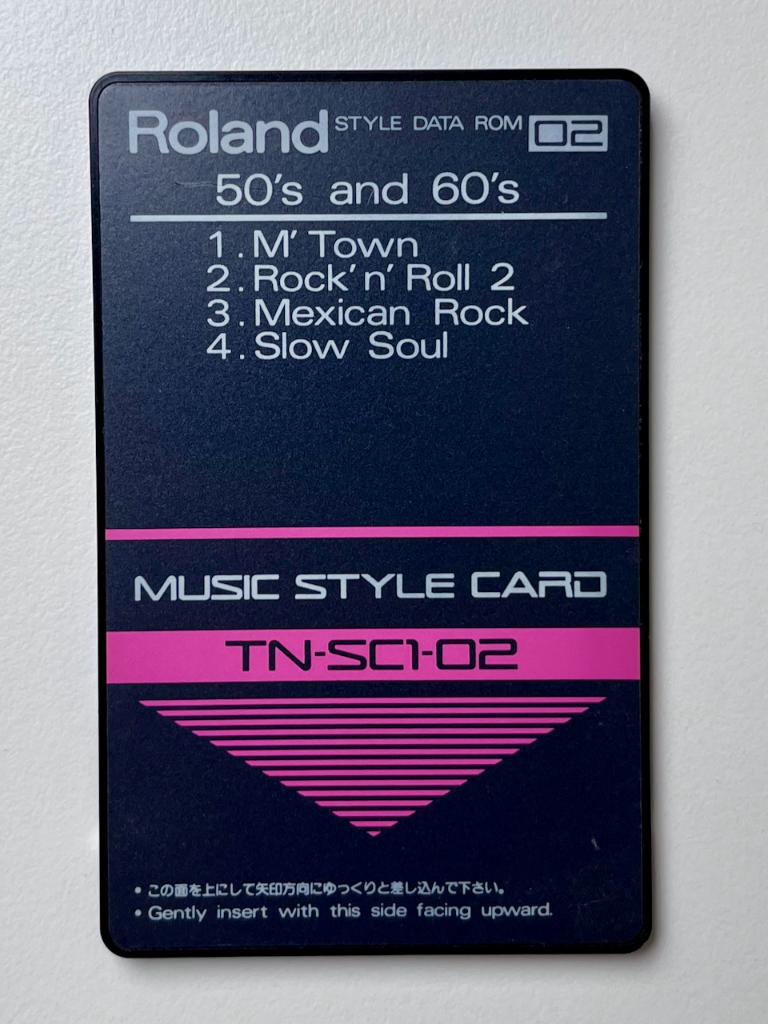 Roland STYLE DATA ROM 02
50's and 60's
1. M' Town
2. Rock'n' Roll 2
3. Mexican Rock
4. Slow Soul
MUSIC STYLE CARD
TN-SC1-02
• この面を上にして矢印方向にゆっくりと差し込んで下さい。
• Gently insert with this side facing upward.